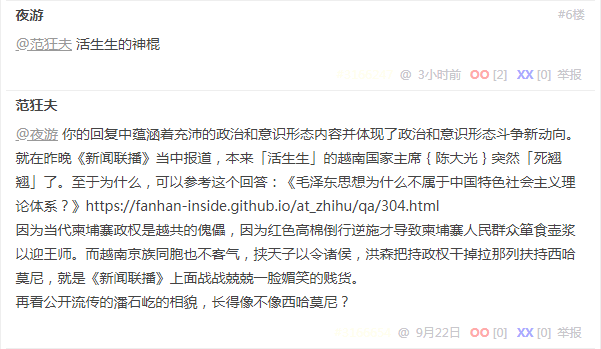 夜游 #6楼
@范狂夫 活生生的神棍
@ 3小时前 OO [2] XX [0] 举报
范狂夫
@夜游 你的回复中蕴涵着充沛的政治和意识形态内容并体现了政治和意识形态斗争新动向。
就在昨晚《新闻联播》当中报道，本来「活生生」的越南国家主席 { 陈大光 } 突然「死翘
翘」了。至于为什么，可以参考这个回答：《毛泽东思想为什么不属于中国特色社会主义理
论体系？》https://fanhan-inside.github.io/at_zhihu/qa/304.html
因为当代柬埔寨政权是越共的傀儡，因为红色高棉倒行逆施才导致柬埔寨人民群众箪食壶浆
以迎王师。而越南京族同胞也不客气，挟天子以令诸侯，洪森把持政权干掉拉那列扶持西哈
莫尼，就是《新闻联播》上面战战兢兢一脸媚笑的贱货。
再看公开流传的潘石屹的相貌，长得像不像西哈莫尼？
@ 9月22日 OO [0] XX [0] 举报